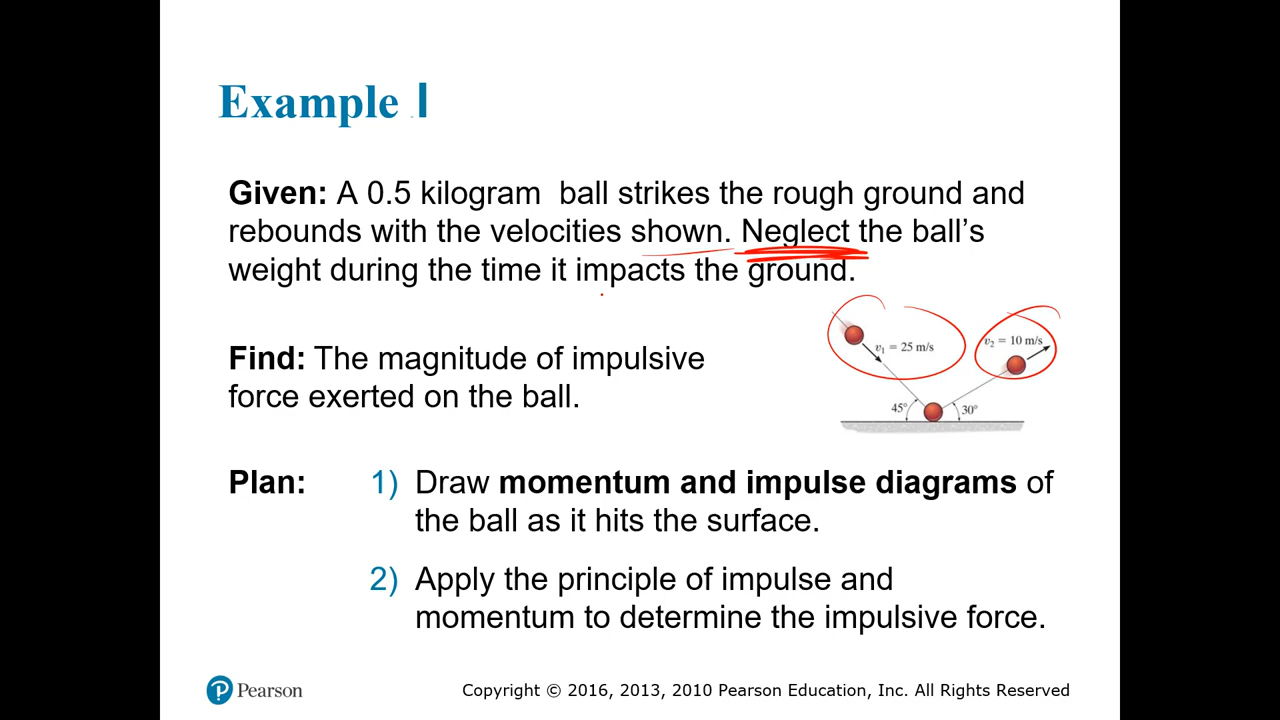 Example 1
Given: A 0.5 kilogram ball strikes the rough ground and
rebounds with the velocities shown. Neglect the ball's
weight during the time it impacts the ground.
Find: The magnitude of impulsive
force exerted on the ball.
v₁ = 25 m/s
v₂ = 10 m/s
45°
30°
Plan: 1) Draw momentum and impulse diagrams of
the ball as it hits the surface.
2) Apply the principle of impulse and
momentum to determine the impulsive force.
Pearson
Copyright © 2016, 2013, 2010 Pearson Education, Inc. All Rights Reserved